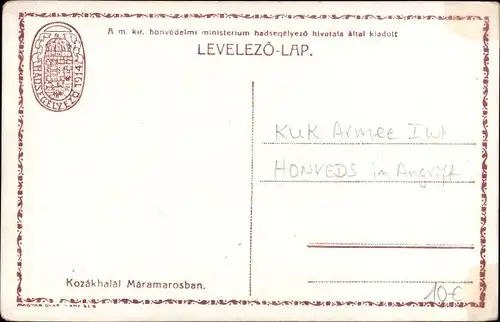 A m. kir. honvédelmi ministerium hadsegélyező hivatala által kiadott
LEVELEZŐ-LAP.
HADSEGÉLYEZŐ 1914
KuK Armee IWK
HONVEDS im Angriff
Kozákhalál Máramarosban.
10€